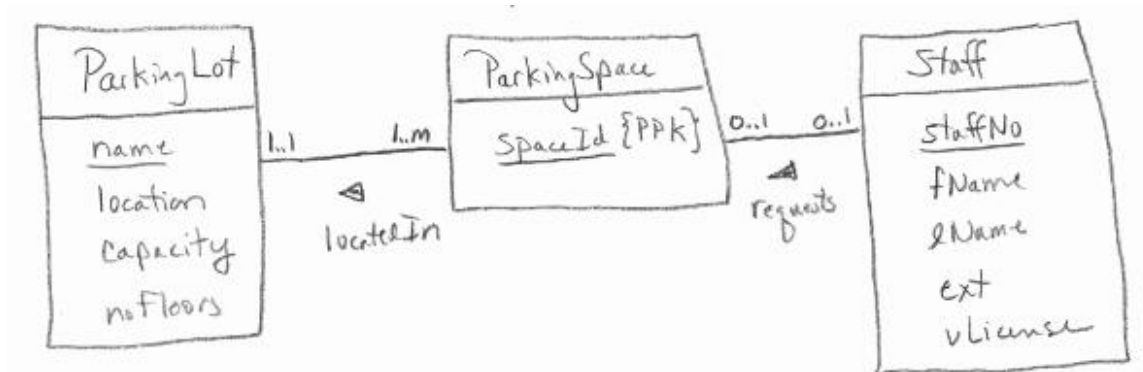 ParkingLot
name
location
capacity
noFloors
1..1
1..m
locatedIn
ParkingSpace
spaceId {PPK}
0..1
0..1
requests
Staff
staffNo
fName
lName
ext
vLicense